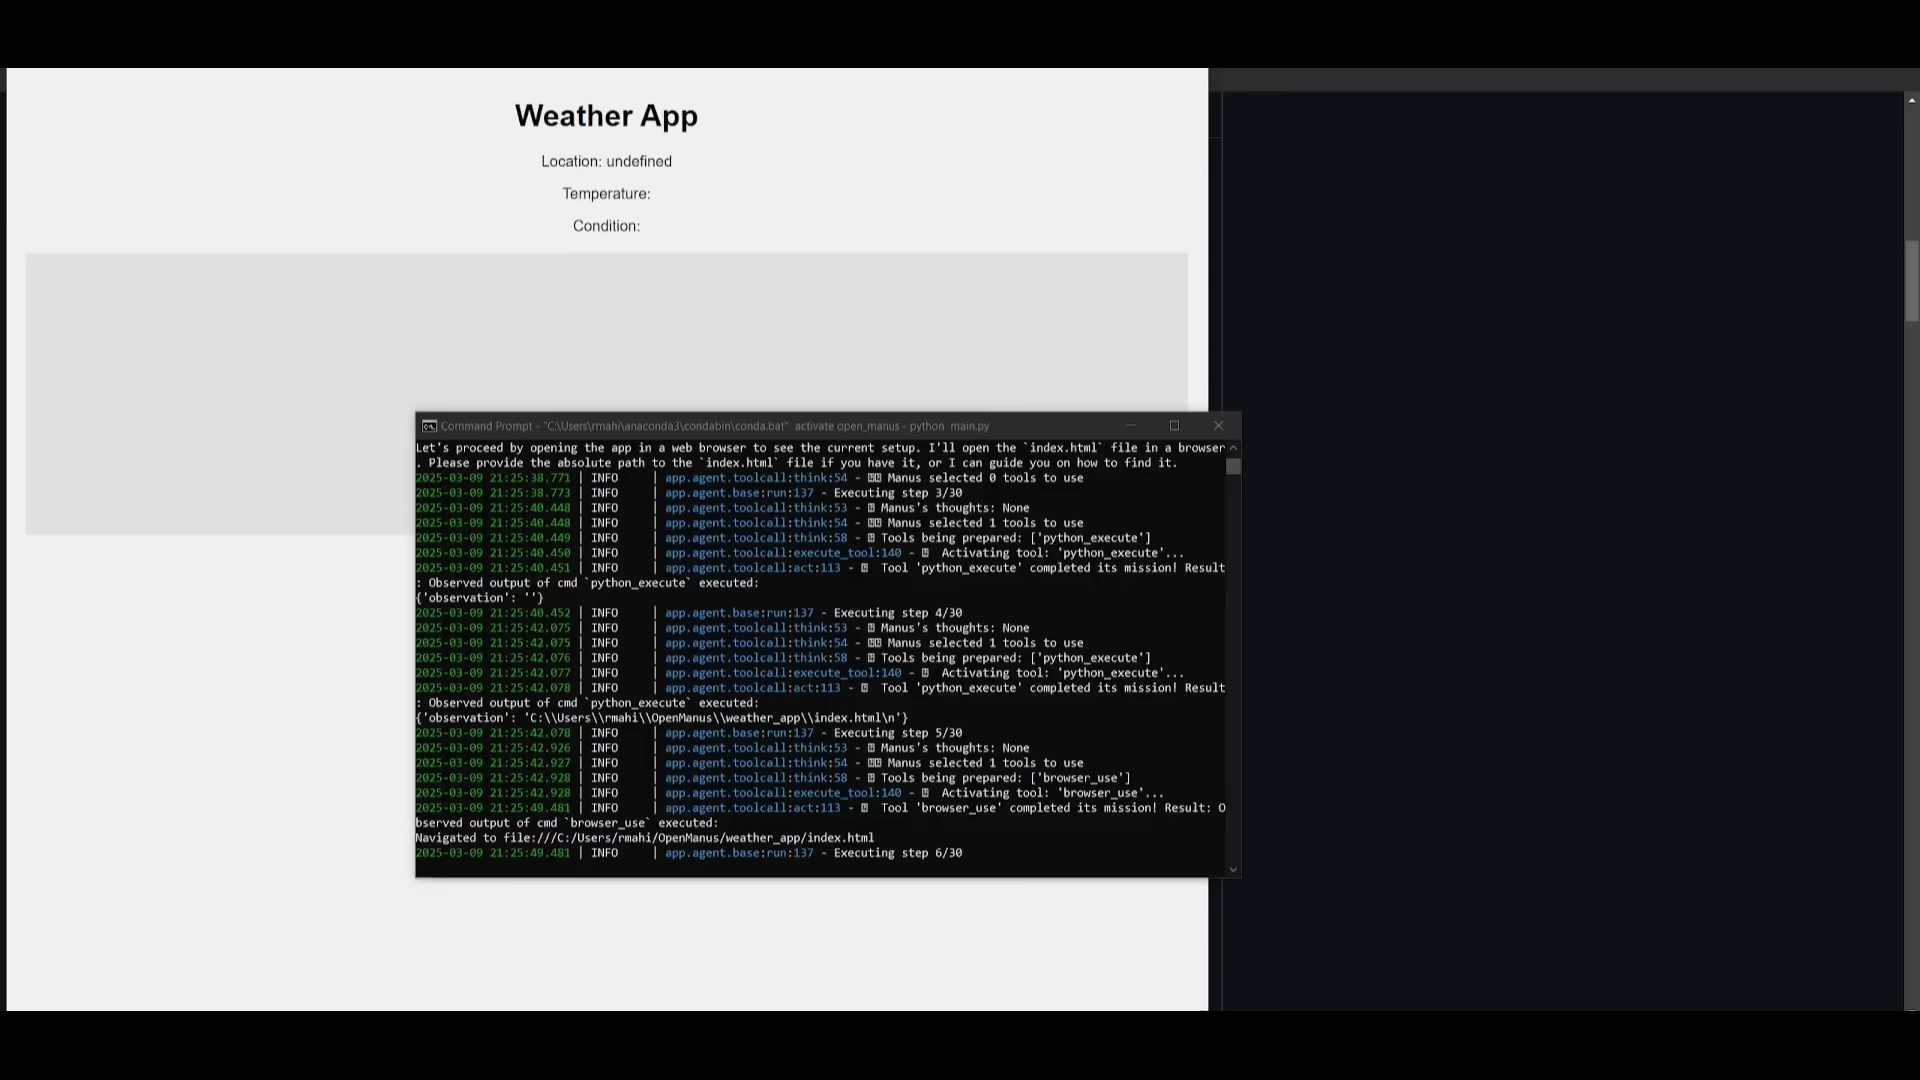 Weather App
Location: undefined
Temperature:
Condition:
Command Prompt - "C:\Users\rmahi\anaconda3\condabin\conda.bat" activate open_manus - python main.py
Let's proceed by opening the app in a web browser to see the current setup. I'll open the `index.html` file in a browser
. Please provide the absolute path to the `index.html` file if you have it, or I can guide you on how to find it.
2025-03-09 21:25:38.771 | INFO     | app.agent.toolcall:think:54 - Manus selected 0 tools to use
2025-03-09 21:25:38.773 | INFO     | app.agent.base:run:137 - Executing step 3/30
2025-03-09 21:25:40.448 | INFO     | app.agent.toolcall:think:53 - Manus's thoughts: None
2025-03-09 21:25:40.448 | INFO     | app.agent.toolcall:think:54 - Manus selected 1 tools to use
2025-03-09 21:25:40.449 | INFO     | app.agent.toolcall:think:58 - Tools being prepared: ['python_execute']
2025-03-09 21:25:40.450 | INFO     | app.agent.toolcall:execute_tool:140 - Activating tool: 'python_execute'...
2025-03-09 21:25:40.451 | INFO     | app.agent.toolcall:act:113 - Tool 'python_execute' completed its mission! Result
: Observed output of cmd `python_execute` executed:
{'observation': ''}
2025-03-09 21:25:40.452 | INFO     | app.agent.base:run:137 - Executing step 4/30
2025-03-09 21:25:42.075 | INFO     | app.agent.toolcall:think:53 - Manus's thoughts: None
2025-03-09 21:25:42.075 | INFO     | app.agent.toolcall:think:54 - Manus selected 1 tools to use
2025-03-09 21:25:42.076 | INFO     | app.agent.toolcall:think:58 - Tools being prepared: ['python_execute']
2025-03-09 21:25:42.077 | INFO     | app.agent.toolcall:execute_tool:140 - Activating tool: 'python_execute'...
2025-03-09 21:25:42.078 | INFO     | app.agent.toolcall:act:113 - Tool 'python_execute' completed its mission! Result
: Observed output of cmd `python_execute` executed:
{'observation': 'C:\\Users\\rmahi\\OpenManus\\weather_app\\index.html\n'}
2025-03-09 21:25:42.078 | INFO     | app.agent.base:run:137 - Executing step 5/30
2025-03-09 21:25:42.926 | INFO     | app.agent.toolcall:think:53 - Manus's thoughts: None
2025-03-09 21:25:42.927 | INFO     | app.agent.toolcall:think:54 - Manus selected 1 tools to use
2025-03-09 21:25:42.928 | INFO     | app.agent.toolcall:think:58 - Tools being prepared: ['browser_use']
2025-03-09 21:25:42.928 | INFO     | app.agent.toolcall:execute_tool:140 - Activating tool: 'browser_use'...
2025-03-09 21:25:49.481 | INFO     | app.agent.toolcall:act:113 - Tool 'browser_use' completed its mission! Result: O
bserved output of cmd `browser_use` executed:
Navigated to file:///C:/Users/rmahi/OpenManus/weather_app/index.html
2025-03-09 21:25:49.481 | INFO     | app.agent.base:run:137 - Executing step 6/30